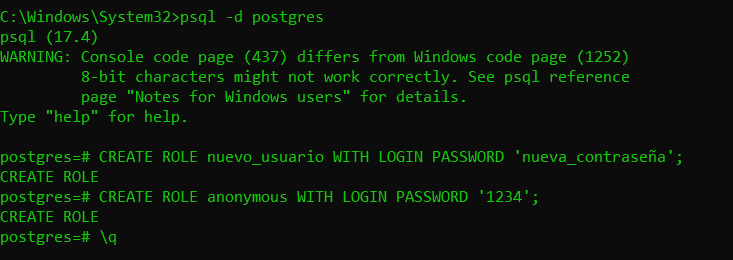 C:\Windows\System32>psql -d postgres
psql (17.4)
WARNING: Console code page (437) differs from Windows code page (1252)
         8-bit characters might not work correctly. See psql reference
         page "Notes for Windows users" for details.
Type "help" for help.

postgres=# CREATE ROLE nuevo_usuario WITH LOGIN PASSWORD 'nueva_contraseña';
CREATE ROLE
postgres=# CREATE ROLE anonymous WITH LOGIN PASSWORD '1234';
CREATE ROLE
postgres=# \q